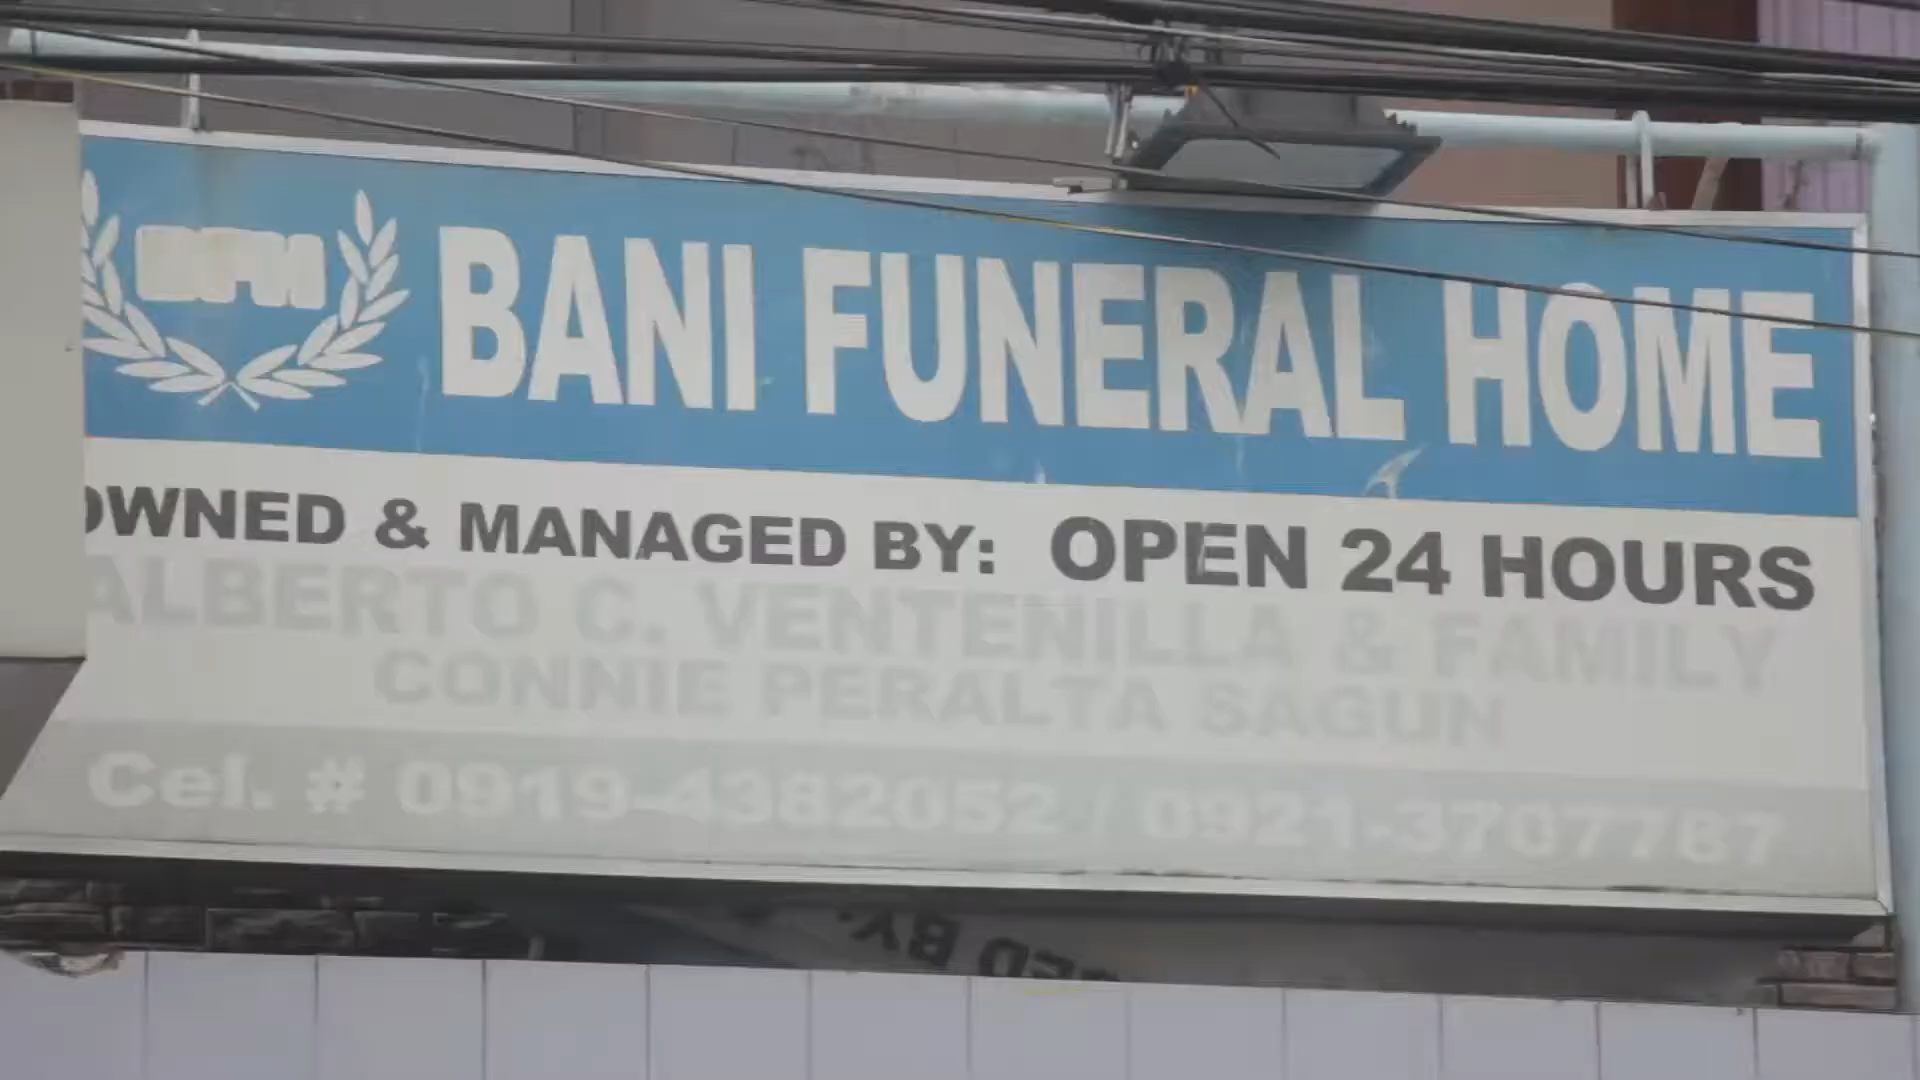 BFH
BANI FUNERAL HOME
OWNED & MANAGED BY: OPEN 24 HOURS
ALBERTO C. VENTENILLA & FAMILY
CONNIE PERALTA SAGUN
Cel. # 0919-4382052 / 0921-3707787